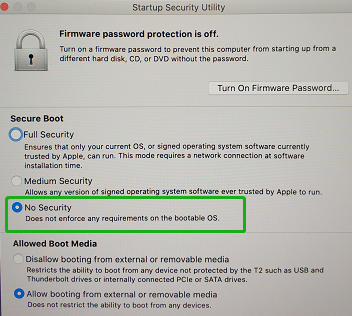 Startup Security Utility
Firmware password protection is off.
Turn on a firmware password to prevent this computer from starting up from a
different hard disk, CD, or DVD without the password.
Turn On Firmware Password...
Secure Boot
Full Security
Ensures that only your current OS, or signed operating system software currently
trusted by Apple, can run. This mode requires a network connection at software
installation time.
Medium Security
Allows any version of signed operating system software ever trusted by Apple to run.
No Security
Does not enforce any requirements on the bootable OS.
Allowed Boot Media
Disallow booting from external or removable media
Restricts the ability to boot from any device not protected by the T2 such as USB and
Thunderbolt drives or internally connected PCIe or SATA drives.
Allow booting from external or removable media
Does not restrict the ability to boot from any devices.